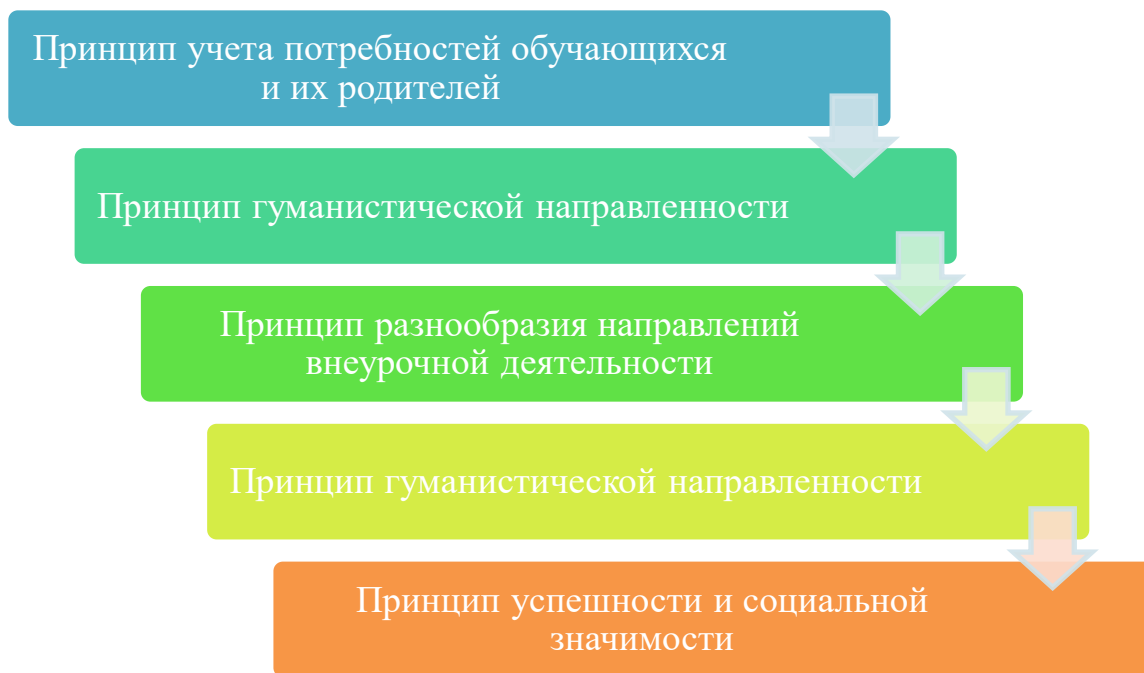 Принцип учета потребностей обучающихся
и их родителей
Принцип гуманистической направленности
Принцип разнообразия направлений
внеурочной деятельности
Принцип гуманистической направленности
Принцип успешности и социальной
значимости